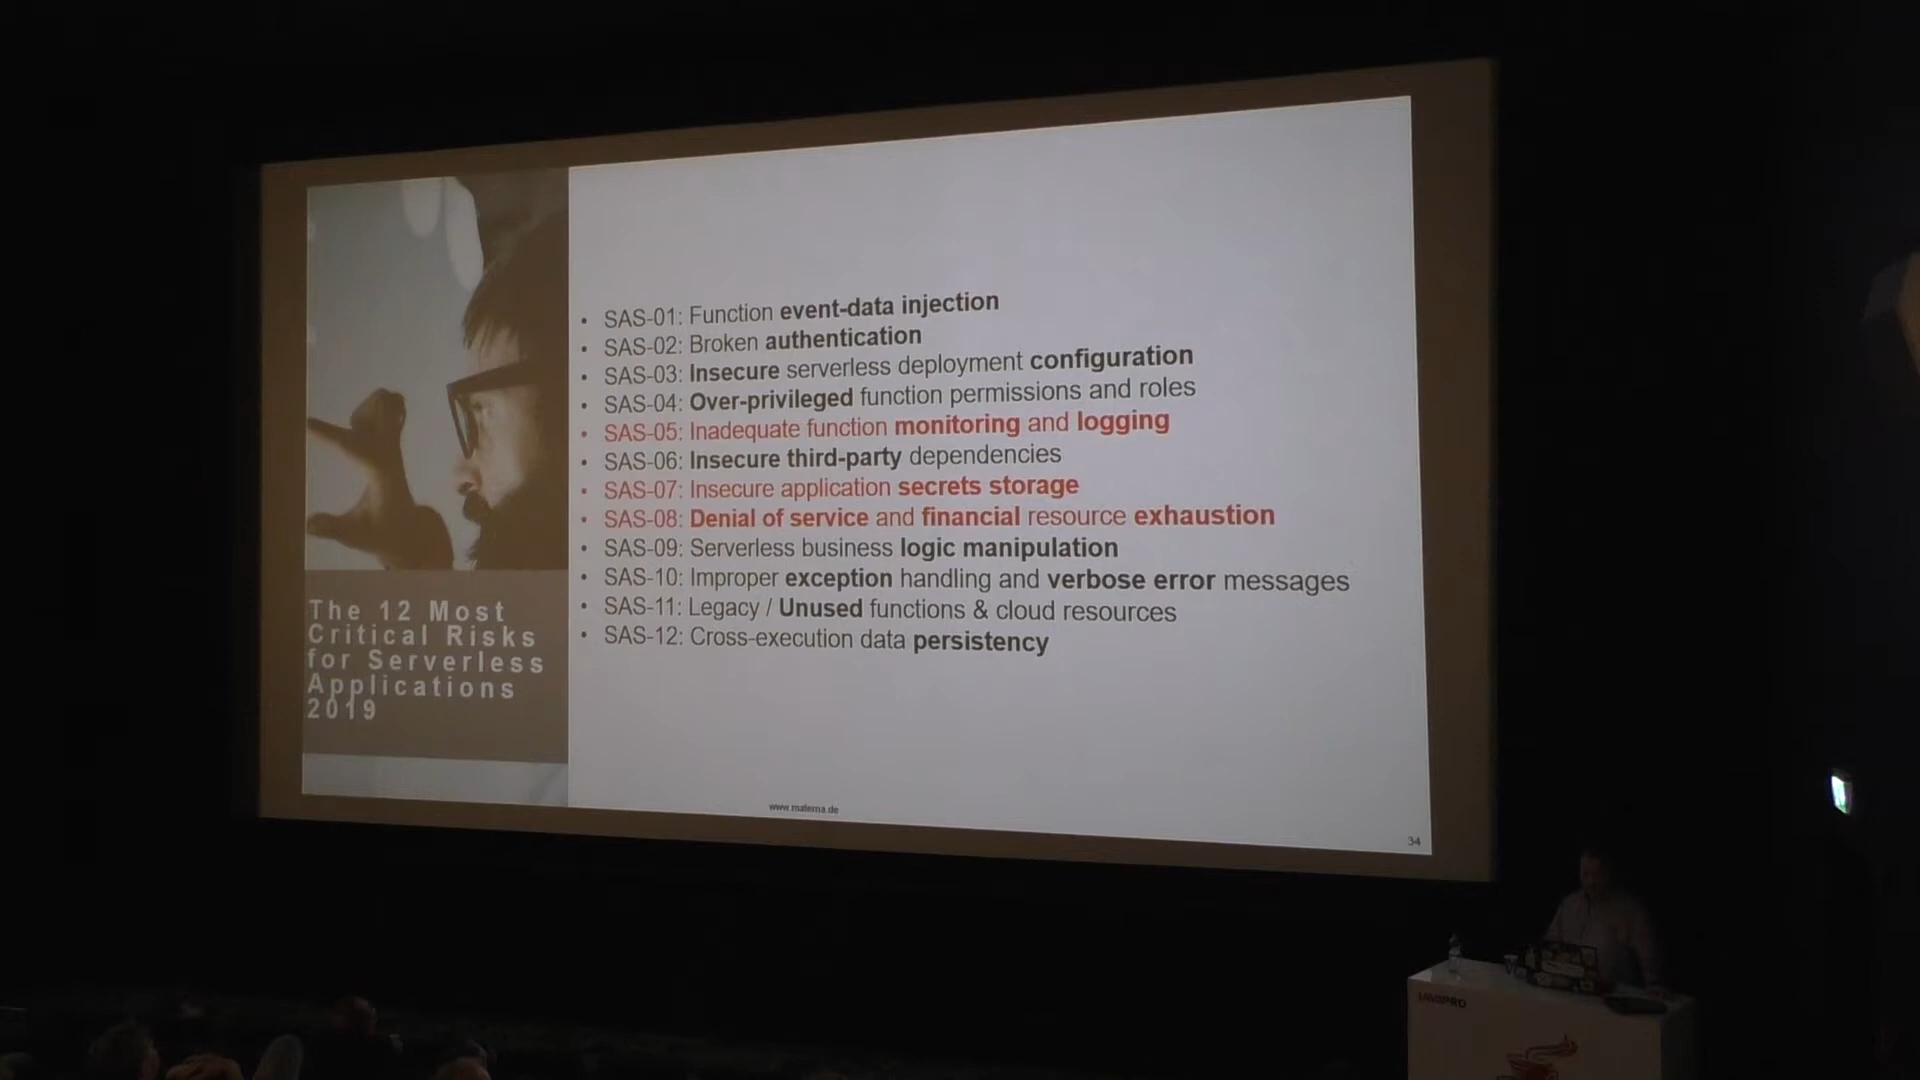 The 12 Most
Critical Risks
for Serverless
Applications
2019
• SAS-01: Function event-data injection
• SAS-02: Broken authentication
• SAS-03: Insecure serverless deployment configuration
• SAS-04: Over-privileged function permissions and roles
• SAS-05: Inadequate function monitoring and logging
• SAS-06: Insecure third-party dependencies
• SAS-07: Insecure application secrets storage
• SAS-08: Denial of service and financial resource exhaustion
• SAS-09: Serverless business logic manipulation
• SAS-10: Improper exception handling and verbose error messages
• SAS-11: Legacy / Unused functions & cloud resources
• SAS-12: Cross-execution data persistency
www.materna.de
34
JAVAPRO